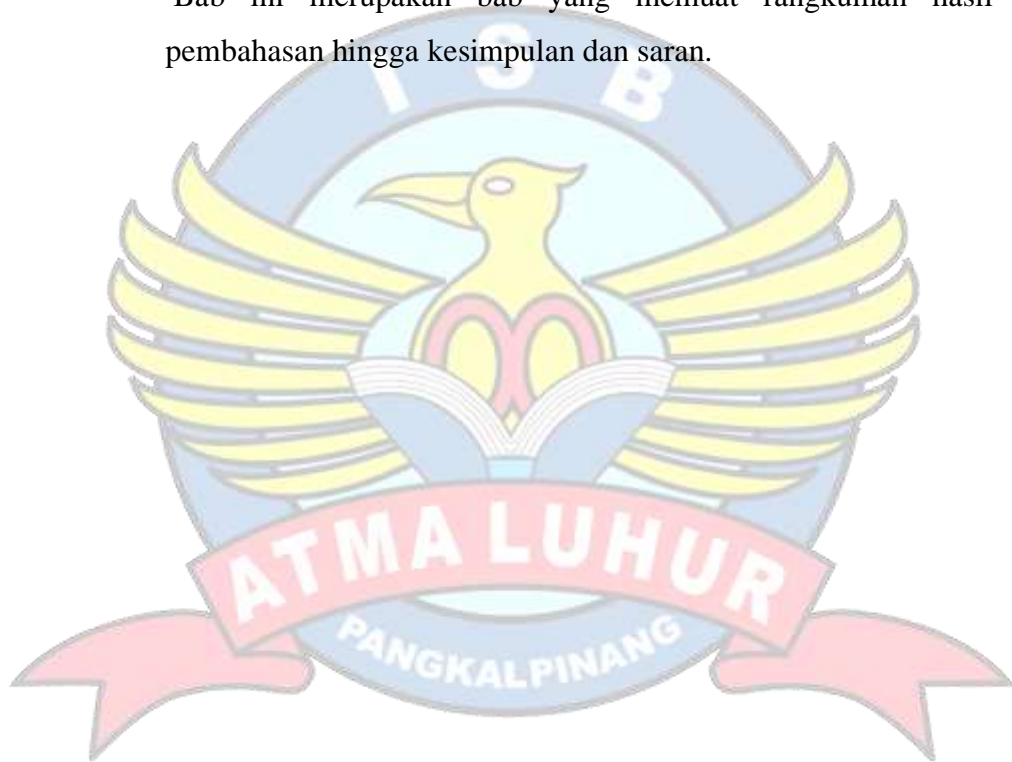 Bab ini merupakan bab yang memuat rangkuman hasil
pembahasan hingga kesimpulan dan saran.
I S B
ATMA LUHUR
PANGKALPINANG